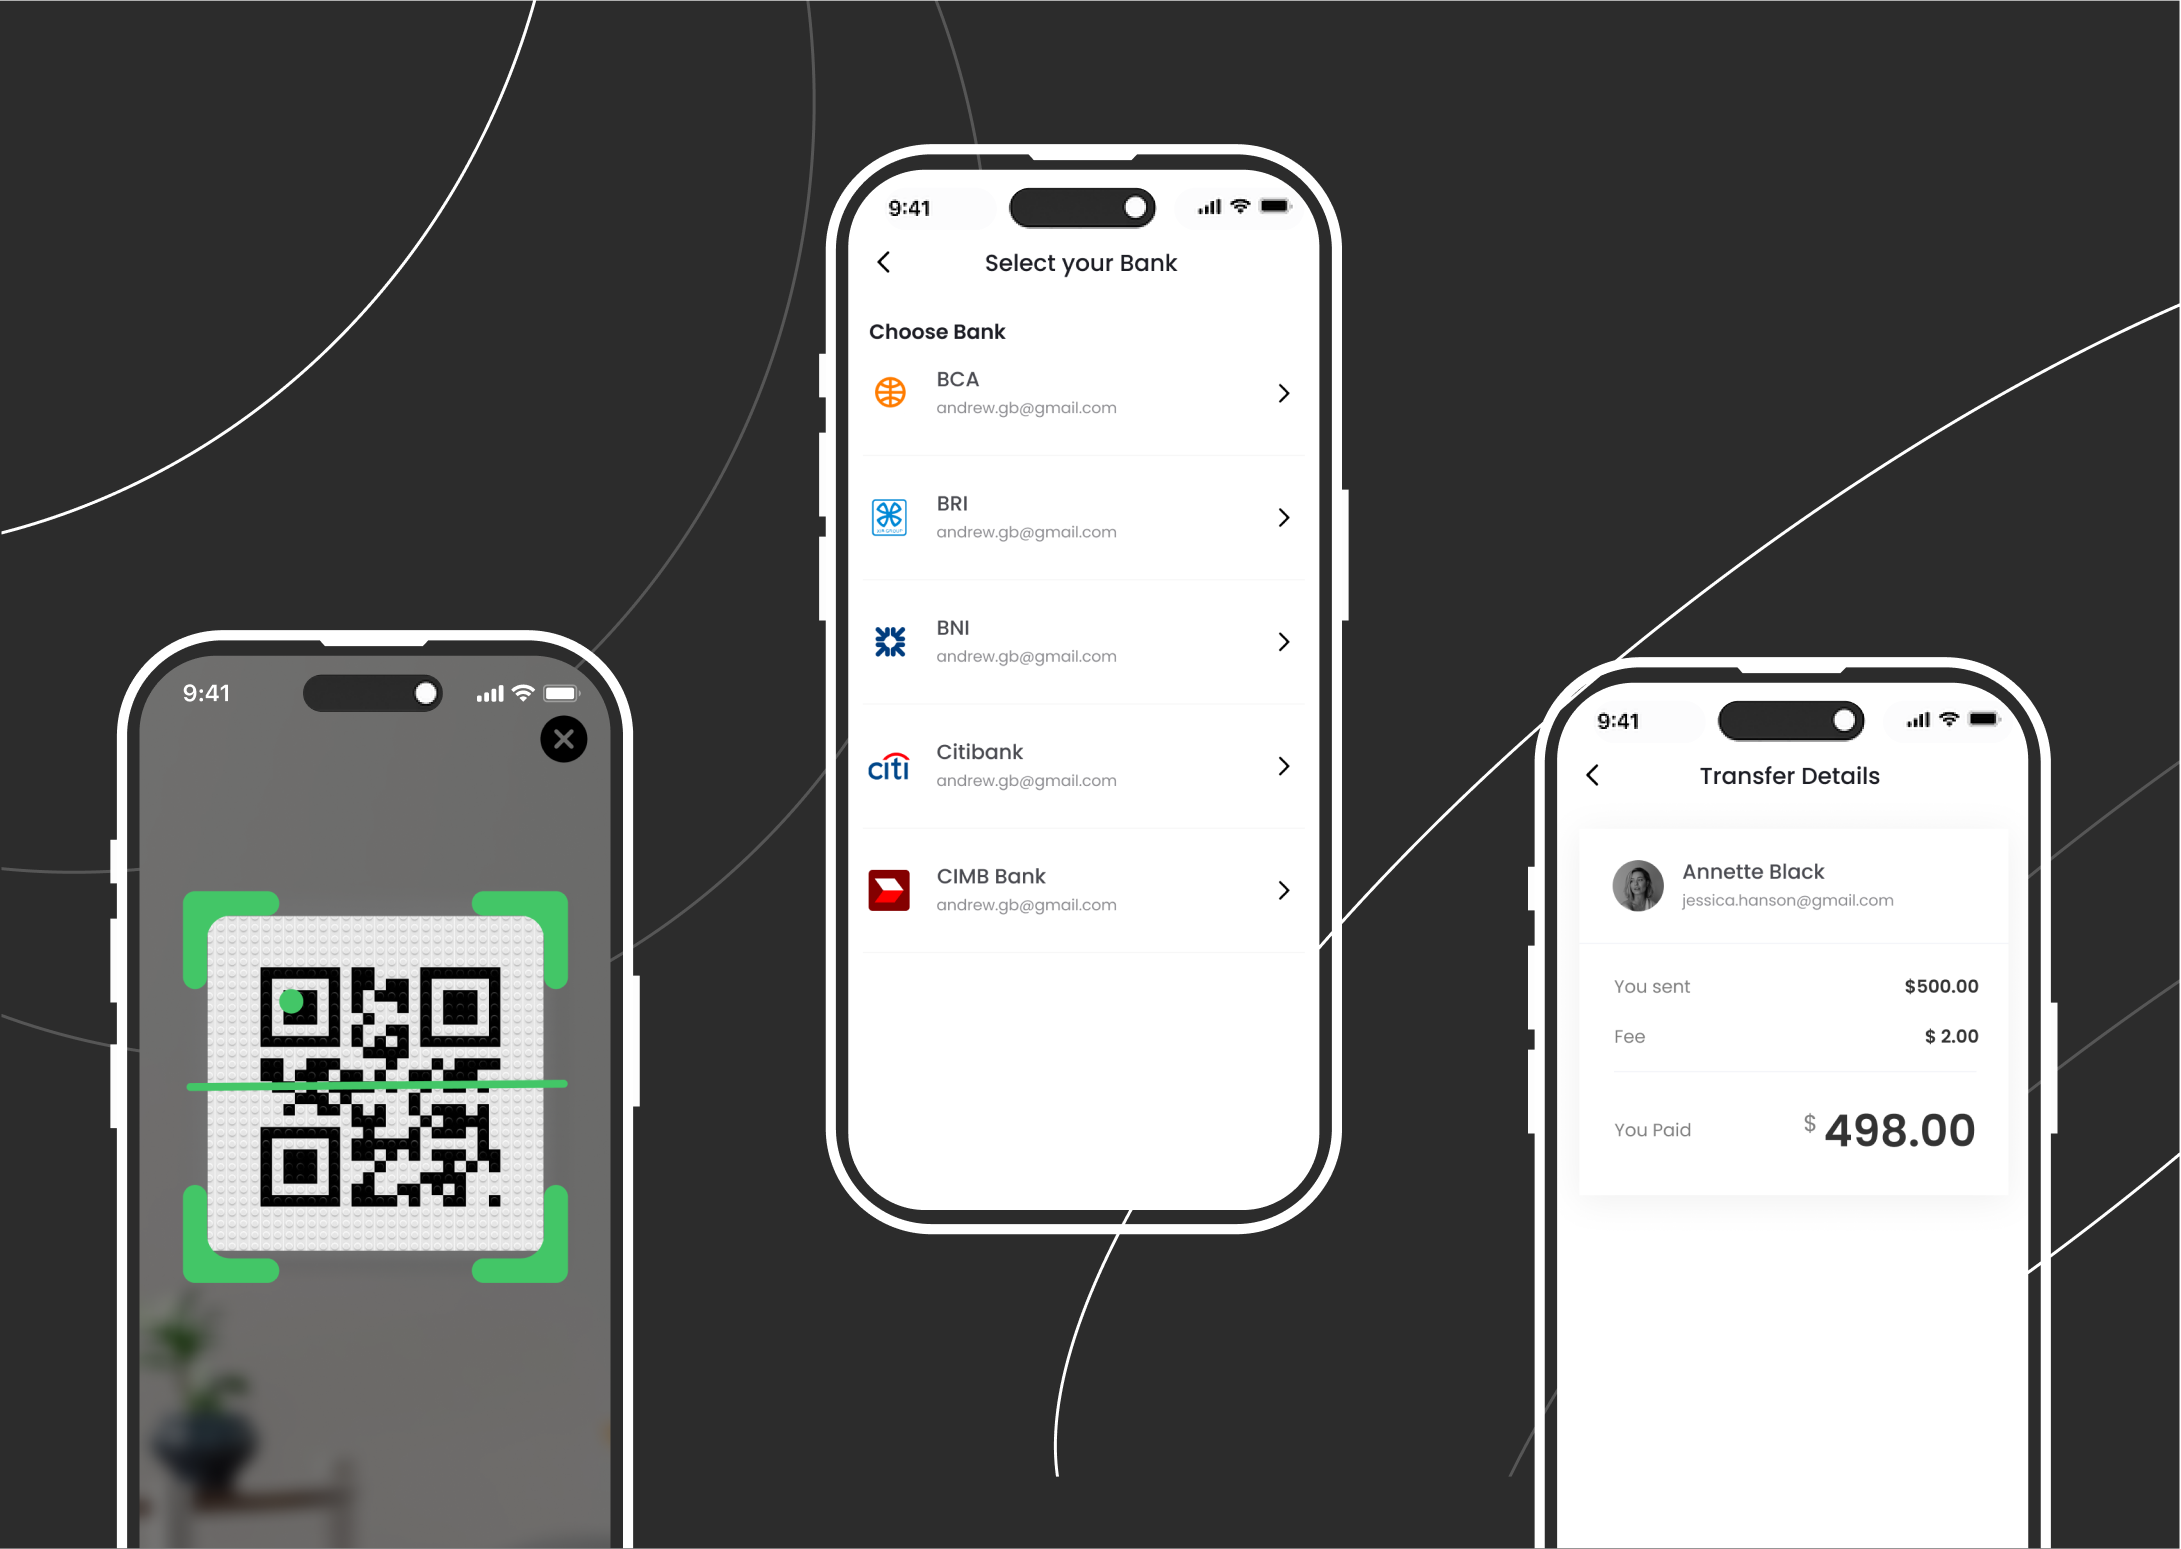 9:41
9:41
Select your Bank
Choose Bank
BCA
andrew.gb@gmail.com
BRI
andrew.gb@gmail.com
BNI
andrew.gb@gmail.com
citi
Citibank
andrew.gb@gmail.com
CIMB Bank
andrew.gb@gmail.com
9:41
Transfer Details
Annette Black
jessica.hanson@gmail.com
You sent $500.00
Fee $ 2.00
You Paid $ 498.00